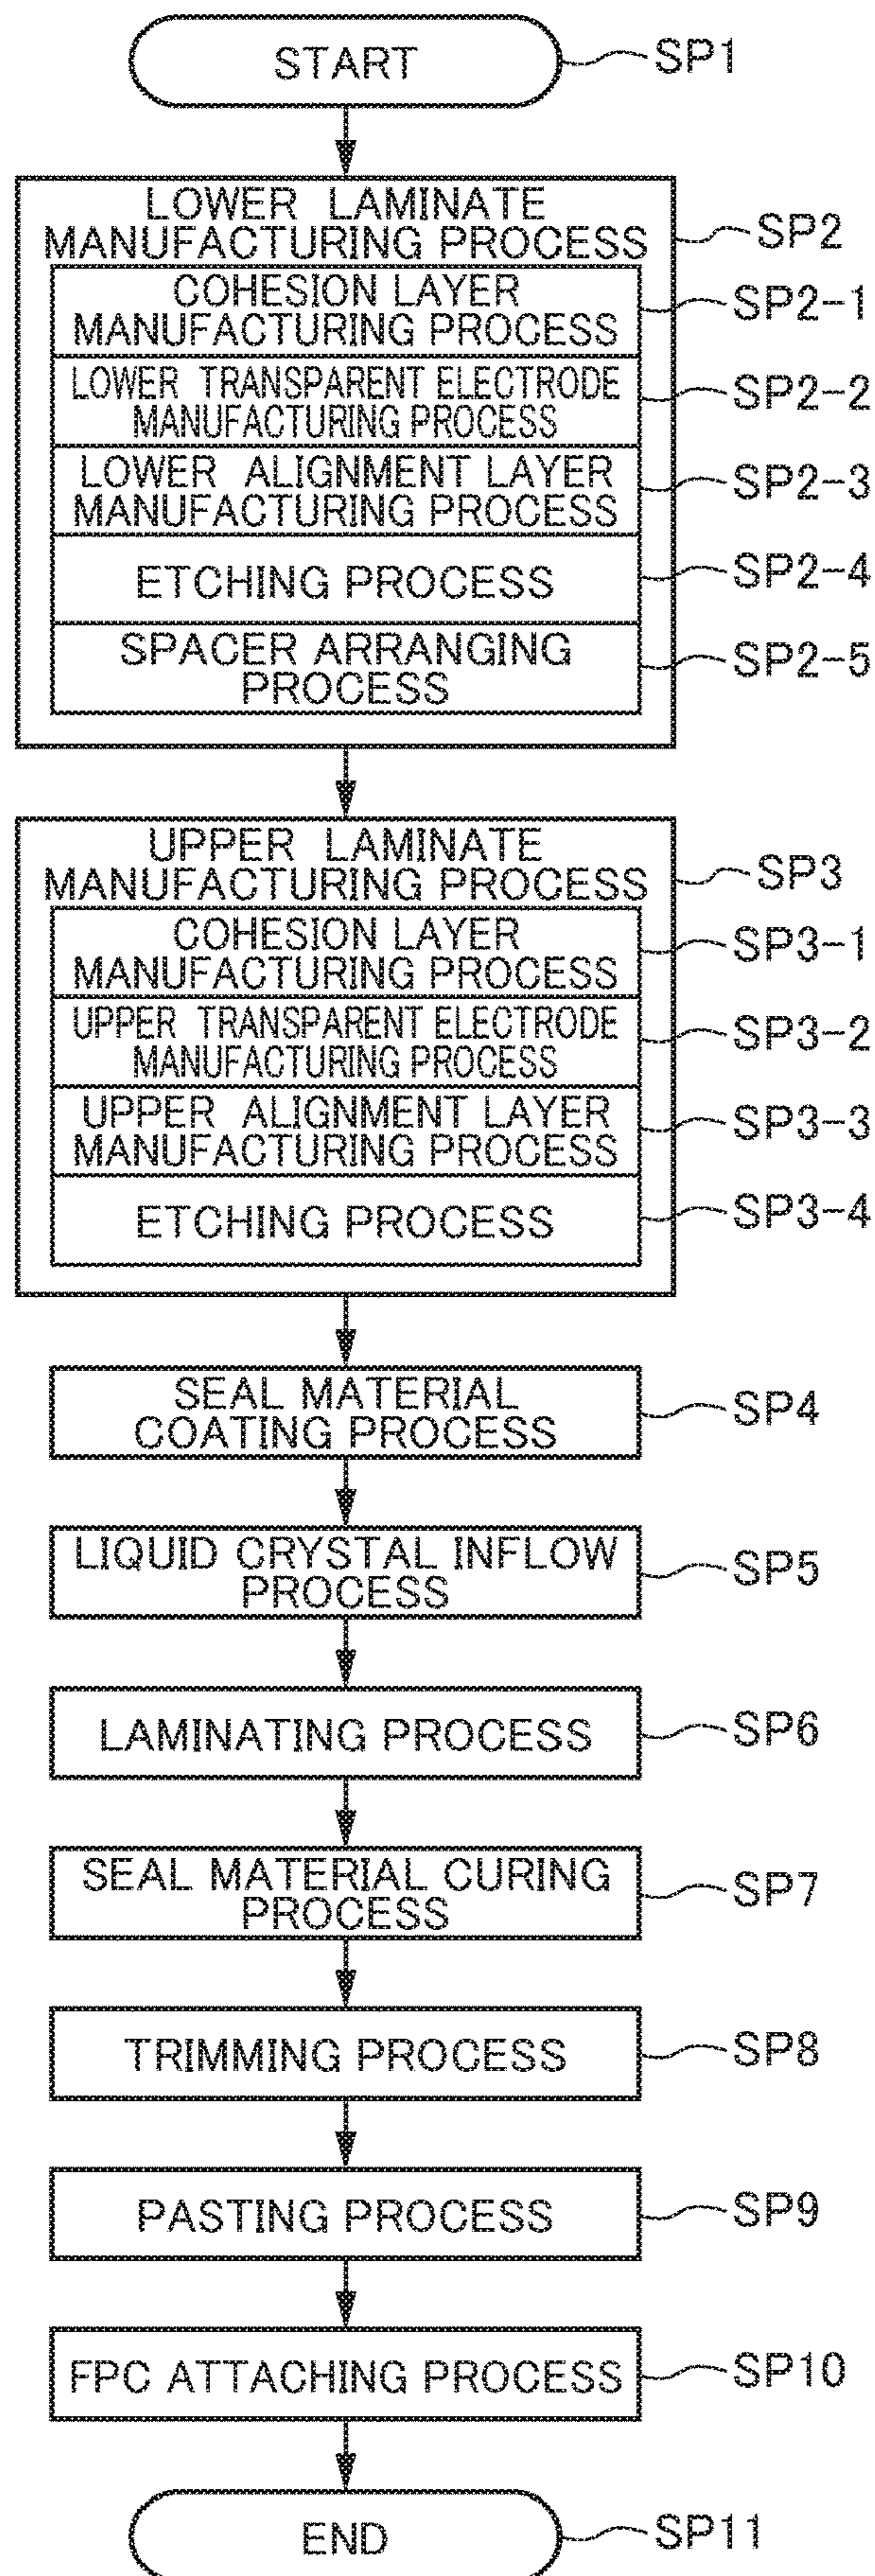 START
SP1
LOWER LAMINATE
MANUFACTURING PROCESS
SP2
COHESION LAYER
MANUFACTURING PROCESS
SP2-1
LOWER TRANSPARENT ELECTRODE
MANUFACTURING PROCESS
SP2-2
LOWER ALIGNMENT LAYER
MANUFACTURING PROCESS
SP2-3
ETCHING PROCESS
SP2-4
SPACER ARRANGING
PROCESS
SP2-5
UPPER LAMINATE
MANUFACTURING PROCESS
SP3
COHESION LAYER
MANUFACTURING PROCESS
SP3-1
UPPER TRANSPARENT ELECTRODE
MANUFACTURING PROCESS
SP3-2
UPPER ALIGNMENT LAYER
MANUFACTURING PROCESS
SP3-3
ETCHING PROCESS
SP3-4
SEAL MATERIAL
COATING PROCESS
SP4
LIQUID CRYSTAL INFLOW
PROCESS
SP5
LAMINATING PROCESS
SP6
SEAL MATERIAL CURING
PROCESS
SP7
TRIMMING PROCESS
SP8
PASTING PROCESS
SP9
FPC ATTACHING PROCESS
SP10
END
SP11